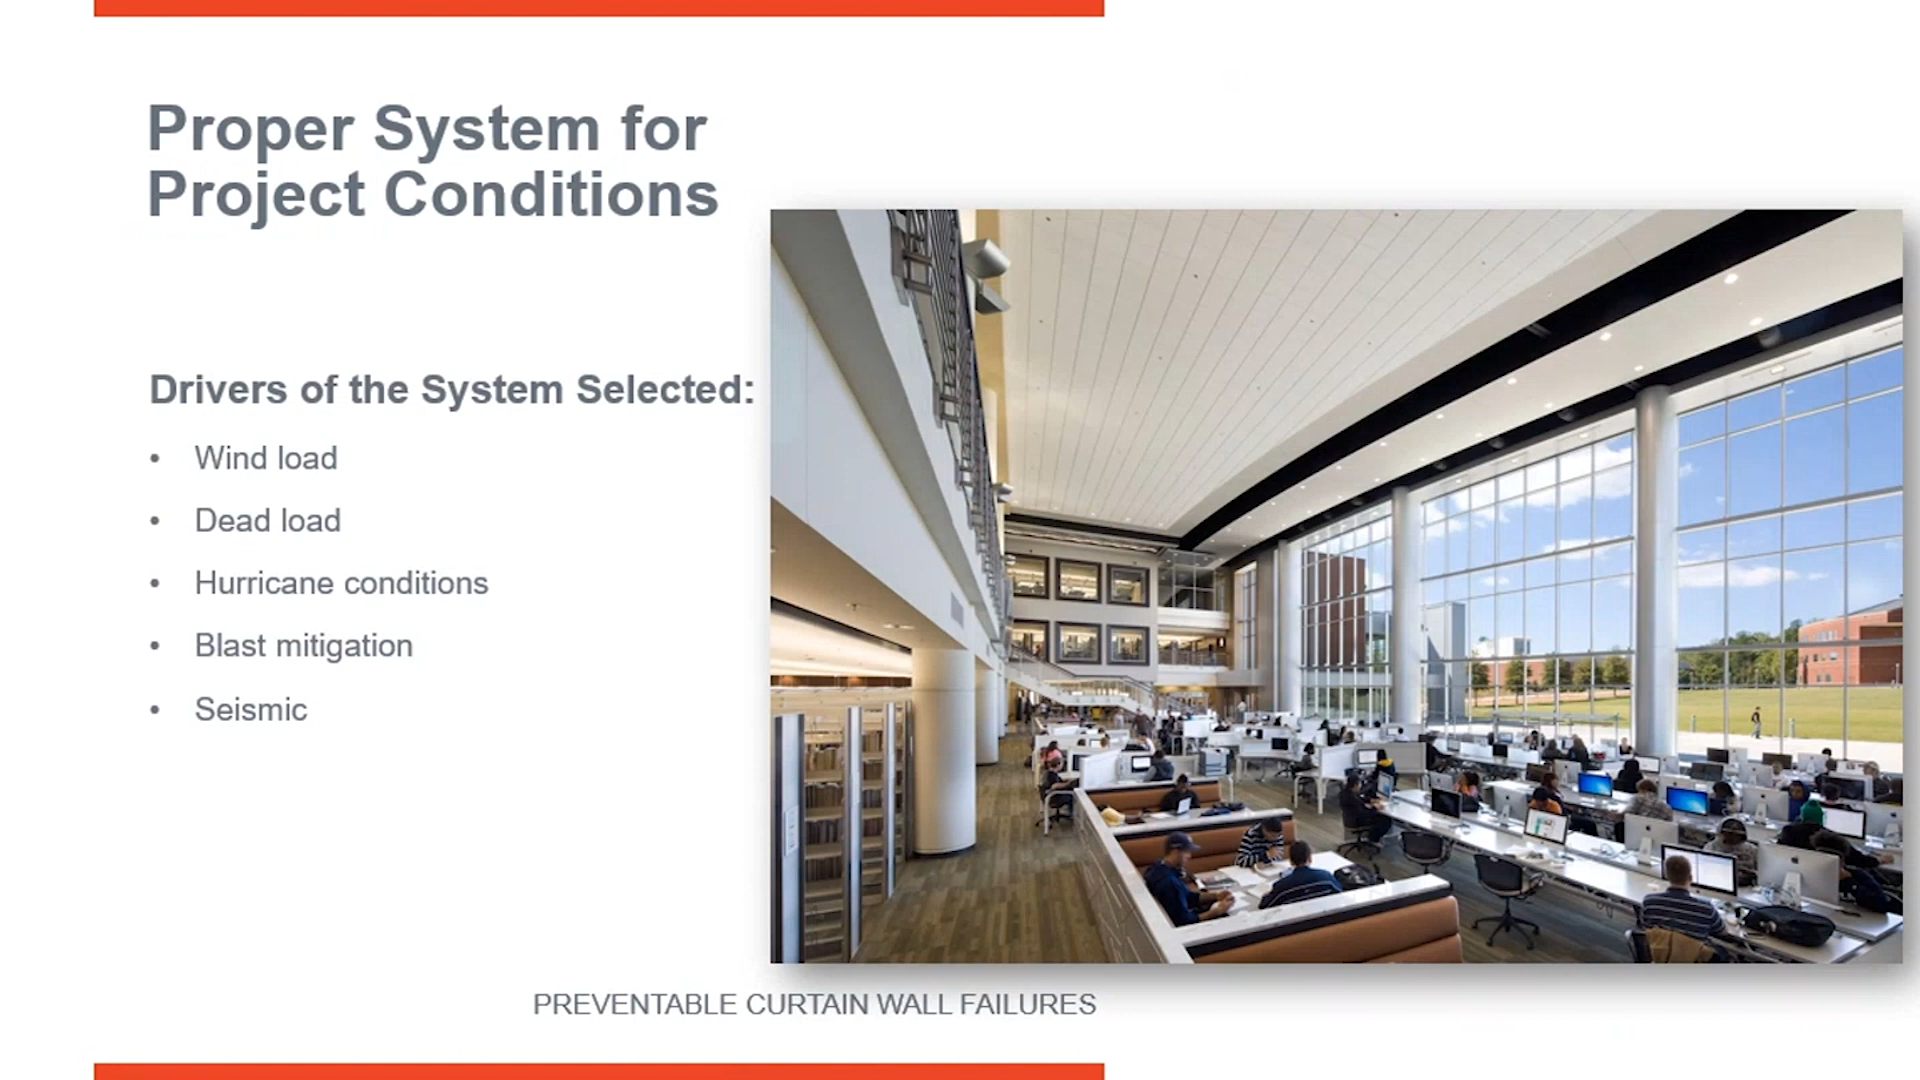 Proper System for
Project Conditions
Drivers of the System Selected:
• Wind load
• Dead load
• Hurricane conditions
• Blast mitigation
• Seismic
PREVENTABLE CURTAIN WALL FAILURES